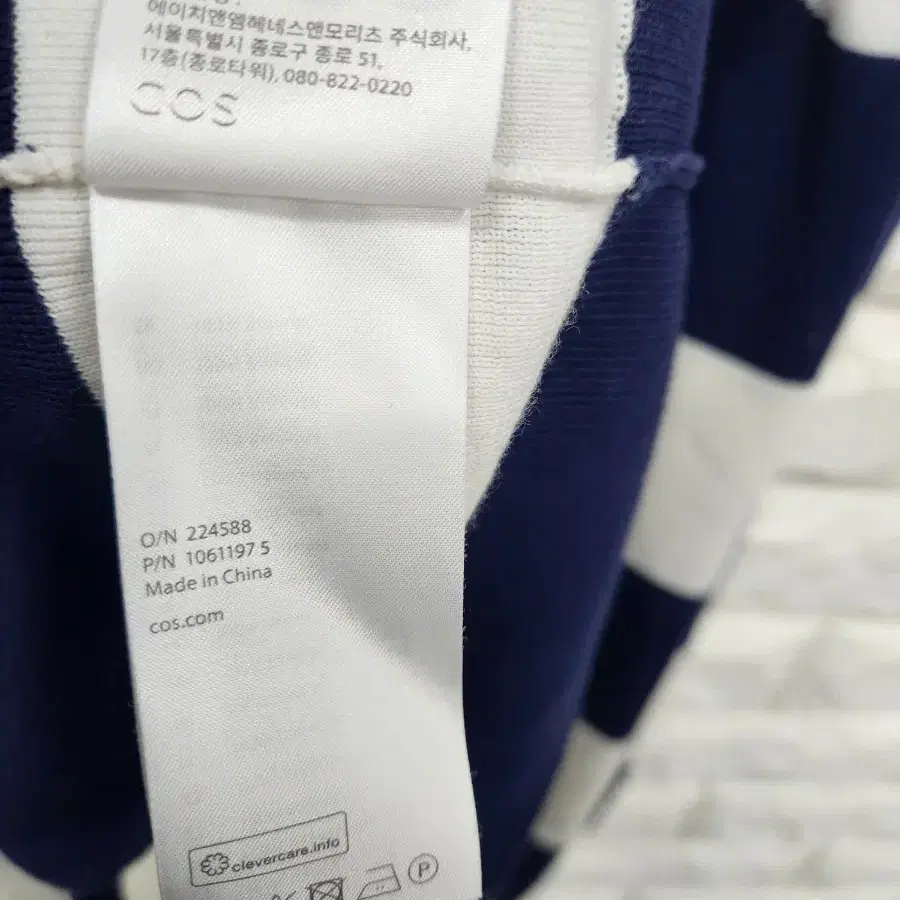 에이치앤엠헤네스앤모리츠 주식회사,
서울특별시 종로구 종로 51,
17층(종로타워), 080-822-0220
COS
O/N 224588
P/N 1061197 5
Made in China
cos.com
clevercare.info
P